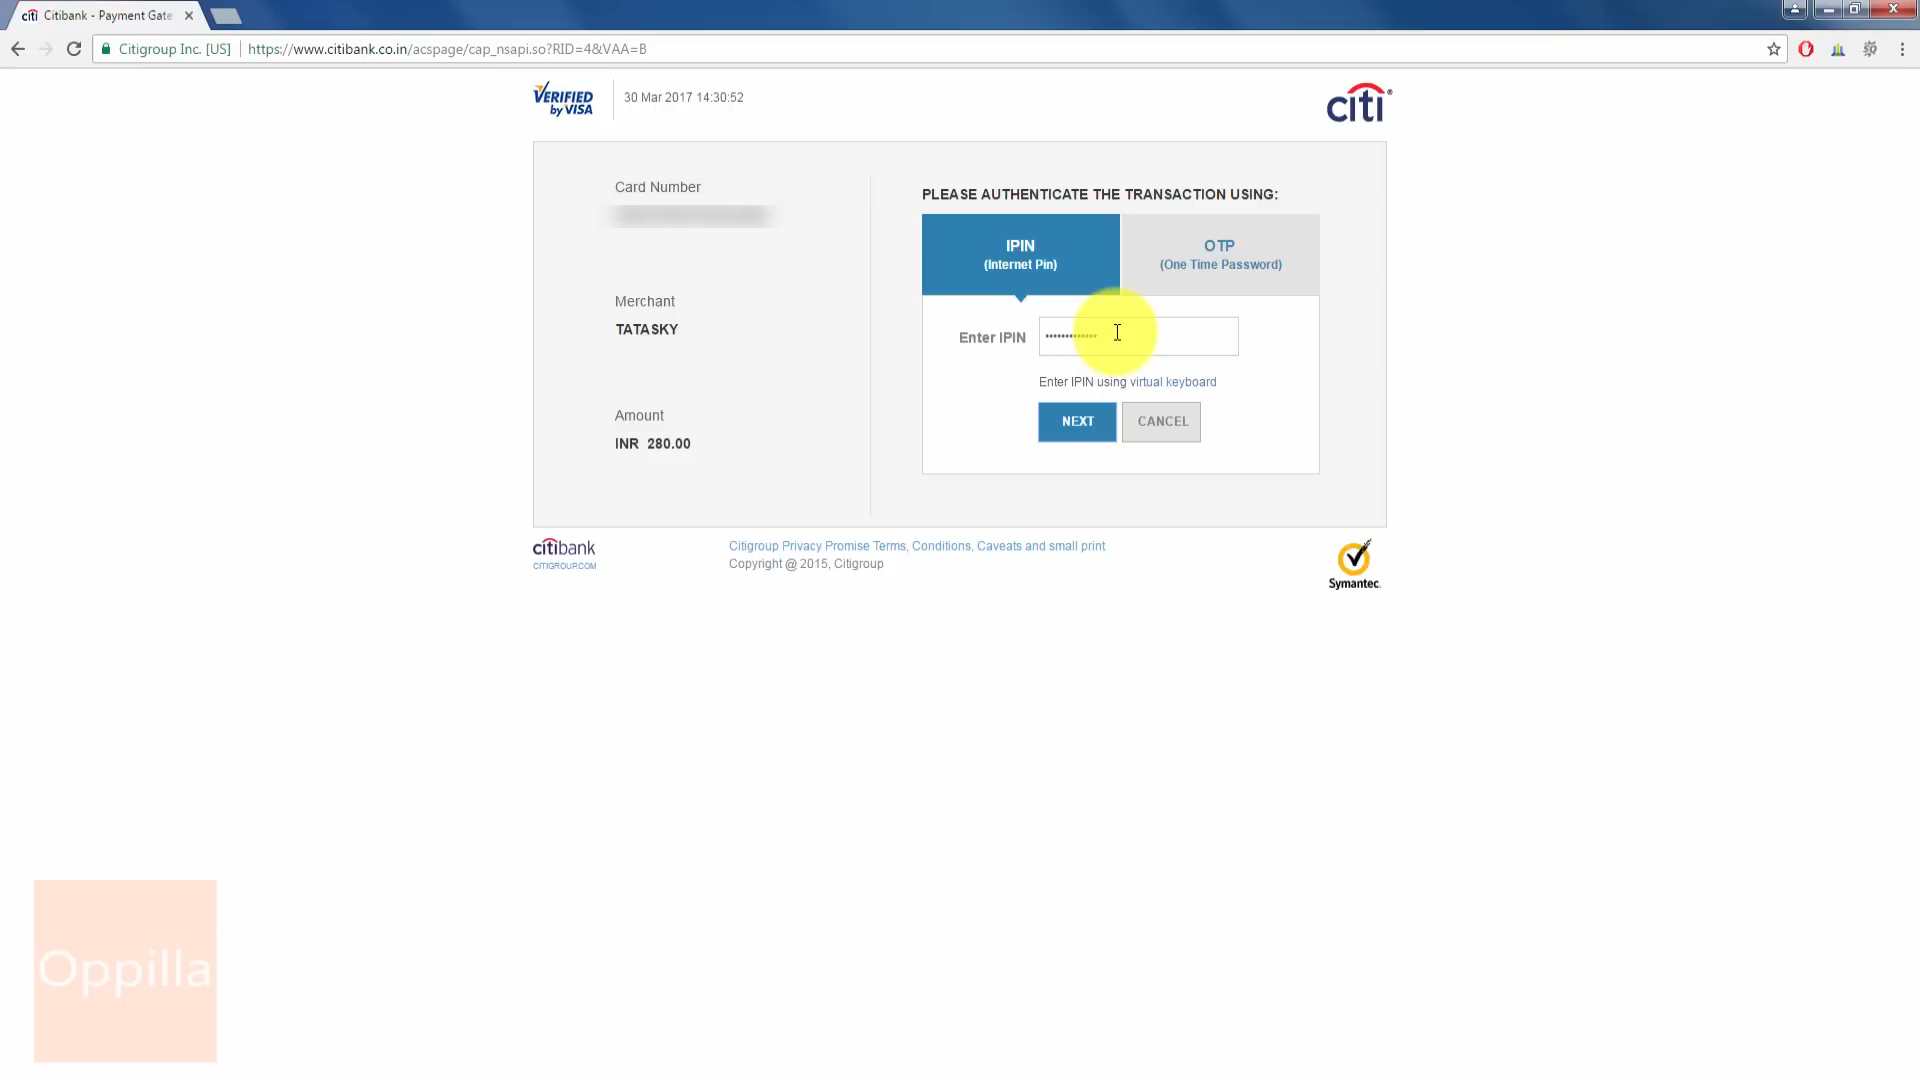 citi Citibank - Payment Gate
Citigroup Inc. [US] https://www.citibank.co.in/acspage/cap_nsapi.so?RID=4&VAA=B
VERIFIED
by VISA
30 Mar 2017 14:30:52
citi
Card Number
Merchant
TATASKY
Amount
INR 280.00
PLEASE AUTHENTICATE THE TRANSACTION USING:
IPIN
(Internet Pin)
OTP
(One Time Password)
Enter IPIN
Enter IPIN using virtual keyboard
NEXT
CANCEL
citibank
CITIGROUP.COM
Citigroup Privacy Promise Terms, Conditions, Caveats and small print
Copyright @ 2015, Citigroup
Symantec.
Oppilla